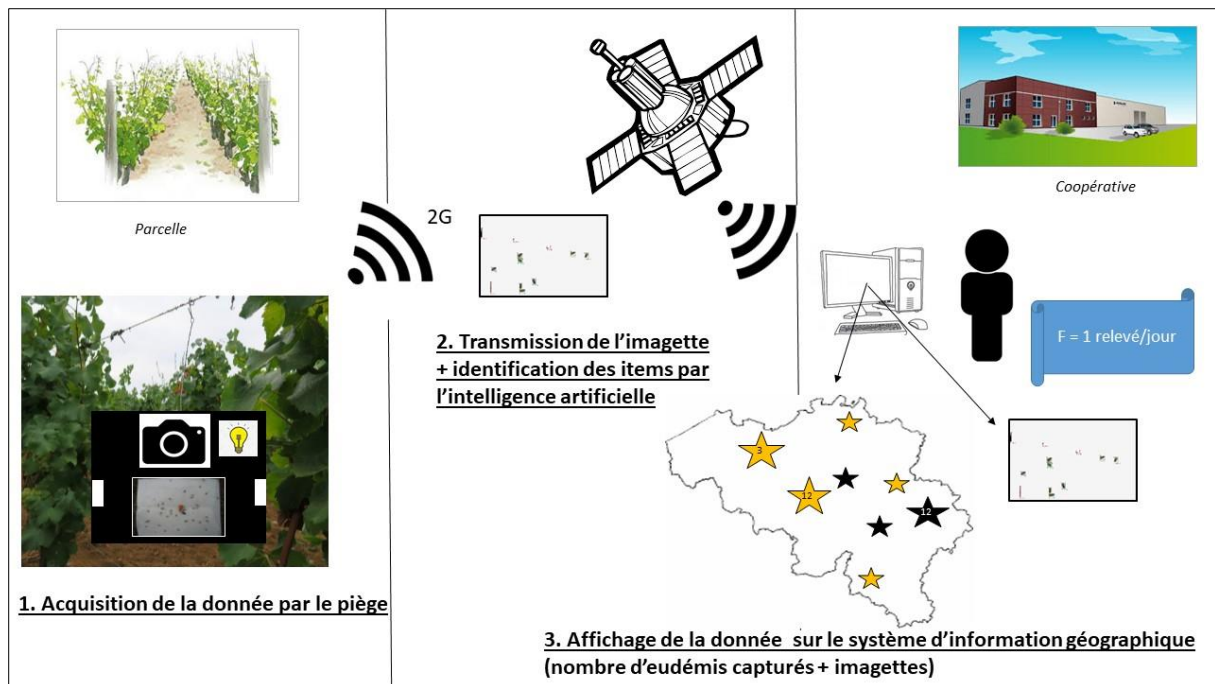 Parcelle
2G
Coopérative
F = 1 relevé/jour
2. Transmission de l'imagette
+ identification des items par
l'intelligence artificielle
3
12
12
1. Acquisition de la donnée par le piège
3. Affichage de la donnée sur le système d'information géographique
(nombre d'eudémis capturés + imagettes)